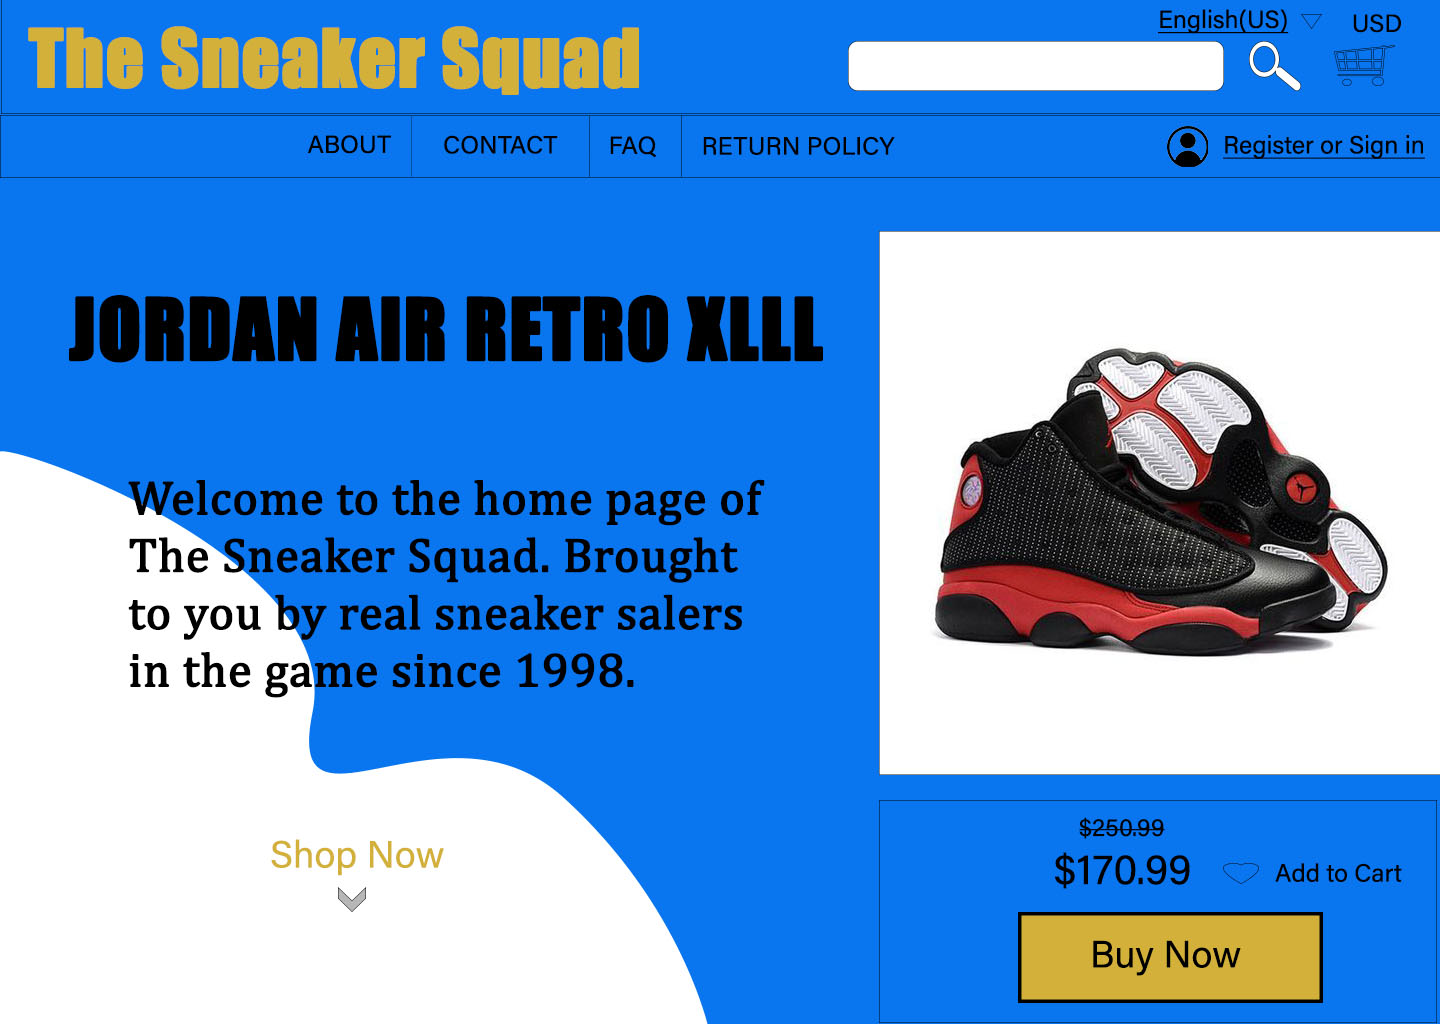 English(US) USD
The Sneaker Squad
ABOUT CONTACT FAQ RETURN POLICY Register or Sign in
JORDAN AIR RETRO XLLL
Welcome to the home page of
The Sneaker Squad. Brought
to you by real sneaker salers
in the game since 1998.
Shop Now
$250.99
$170.99 Add to Cart
Buy Now